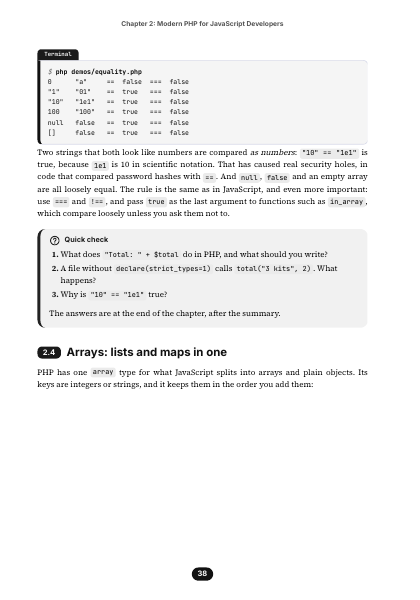 Chapter 2: Modern PHP for JavaScript Developers
Terminal
$ php demos/equality.php
0 "a" == false === false
"1" "01" == true === false
"10" "1e1" == true === false
100 "100" == true === false
null false == true === false
[] false == true === false
Two strings that both look like numbers are compared as numbers: "10" == "1e1" is
true, because 1e1 is 10 in scientific notation. That has caused real security holes, in
code that compared password hashes with ==. And null, false and an empty array
are all loosely equal. The rule is the same as in JavaScript, and even more important:
use === and !==, and pass true as the last argument to functions such as in_array,
which compare loosely unless you ask them not to.
Quick check
1. What does "Total: " + $total do in PHP, and what should you write?
2. A file without declare(strict_types=1) calls total("3 kits", 2). What
happens?
3. Why is "10" == "1e1" true?
The answers are at the end of the chapter, after the summary.
2.4 Arrays: lists and maps in one
PHP has one array type for what JavaScript splits into arrays and plain objects. Its
keys are integers or strings, and it keeps them in the order you add them:
38